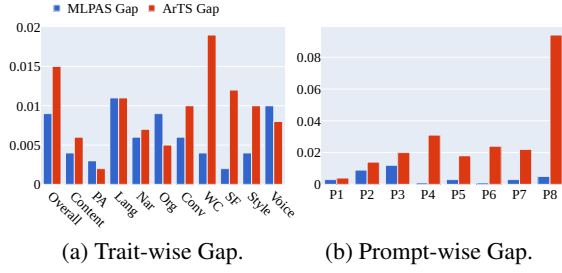 MLPAS Gap ArTS Gap
0.02
0.015
0.01
0.005
0
Overall Content PA Lang Nar Org Conv WC SF Style Voice
(a) Trait-wise Gap.
0.08
0.06
0.04
0.02
0
P1 P2 P3 P4 P5 P6 P7 P8
(b) Prompt-wise Gap.